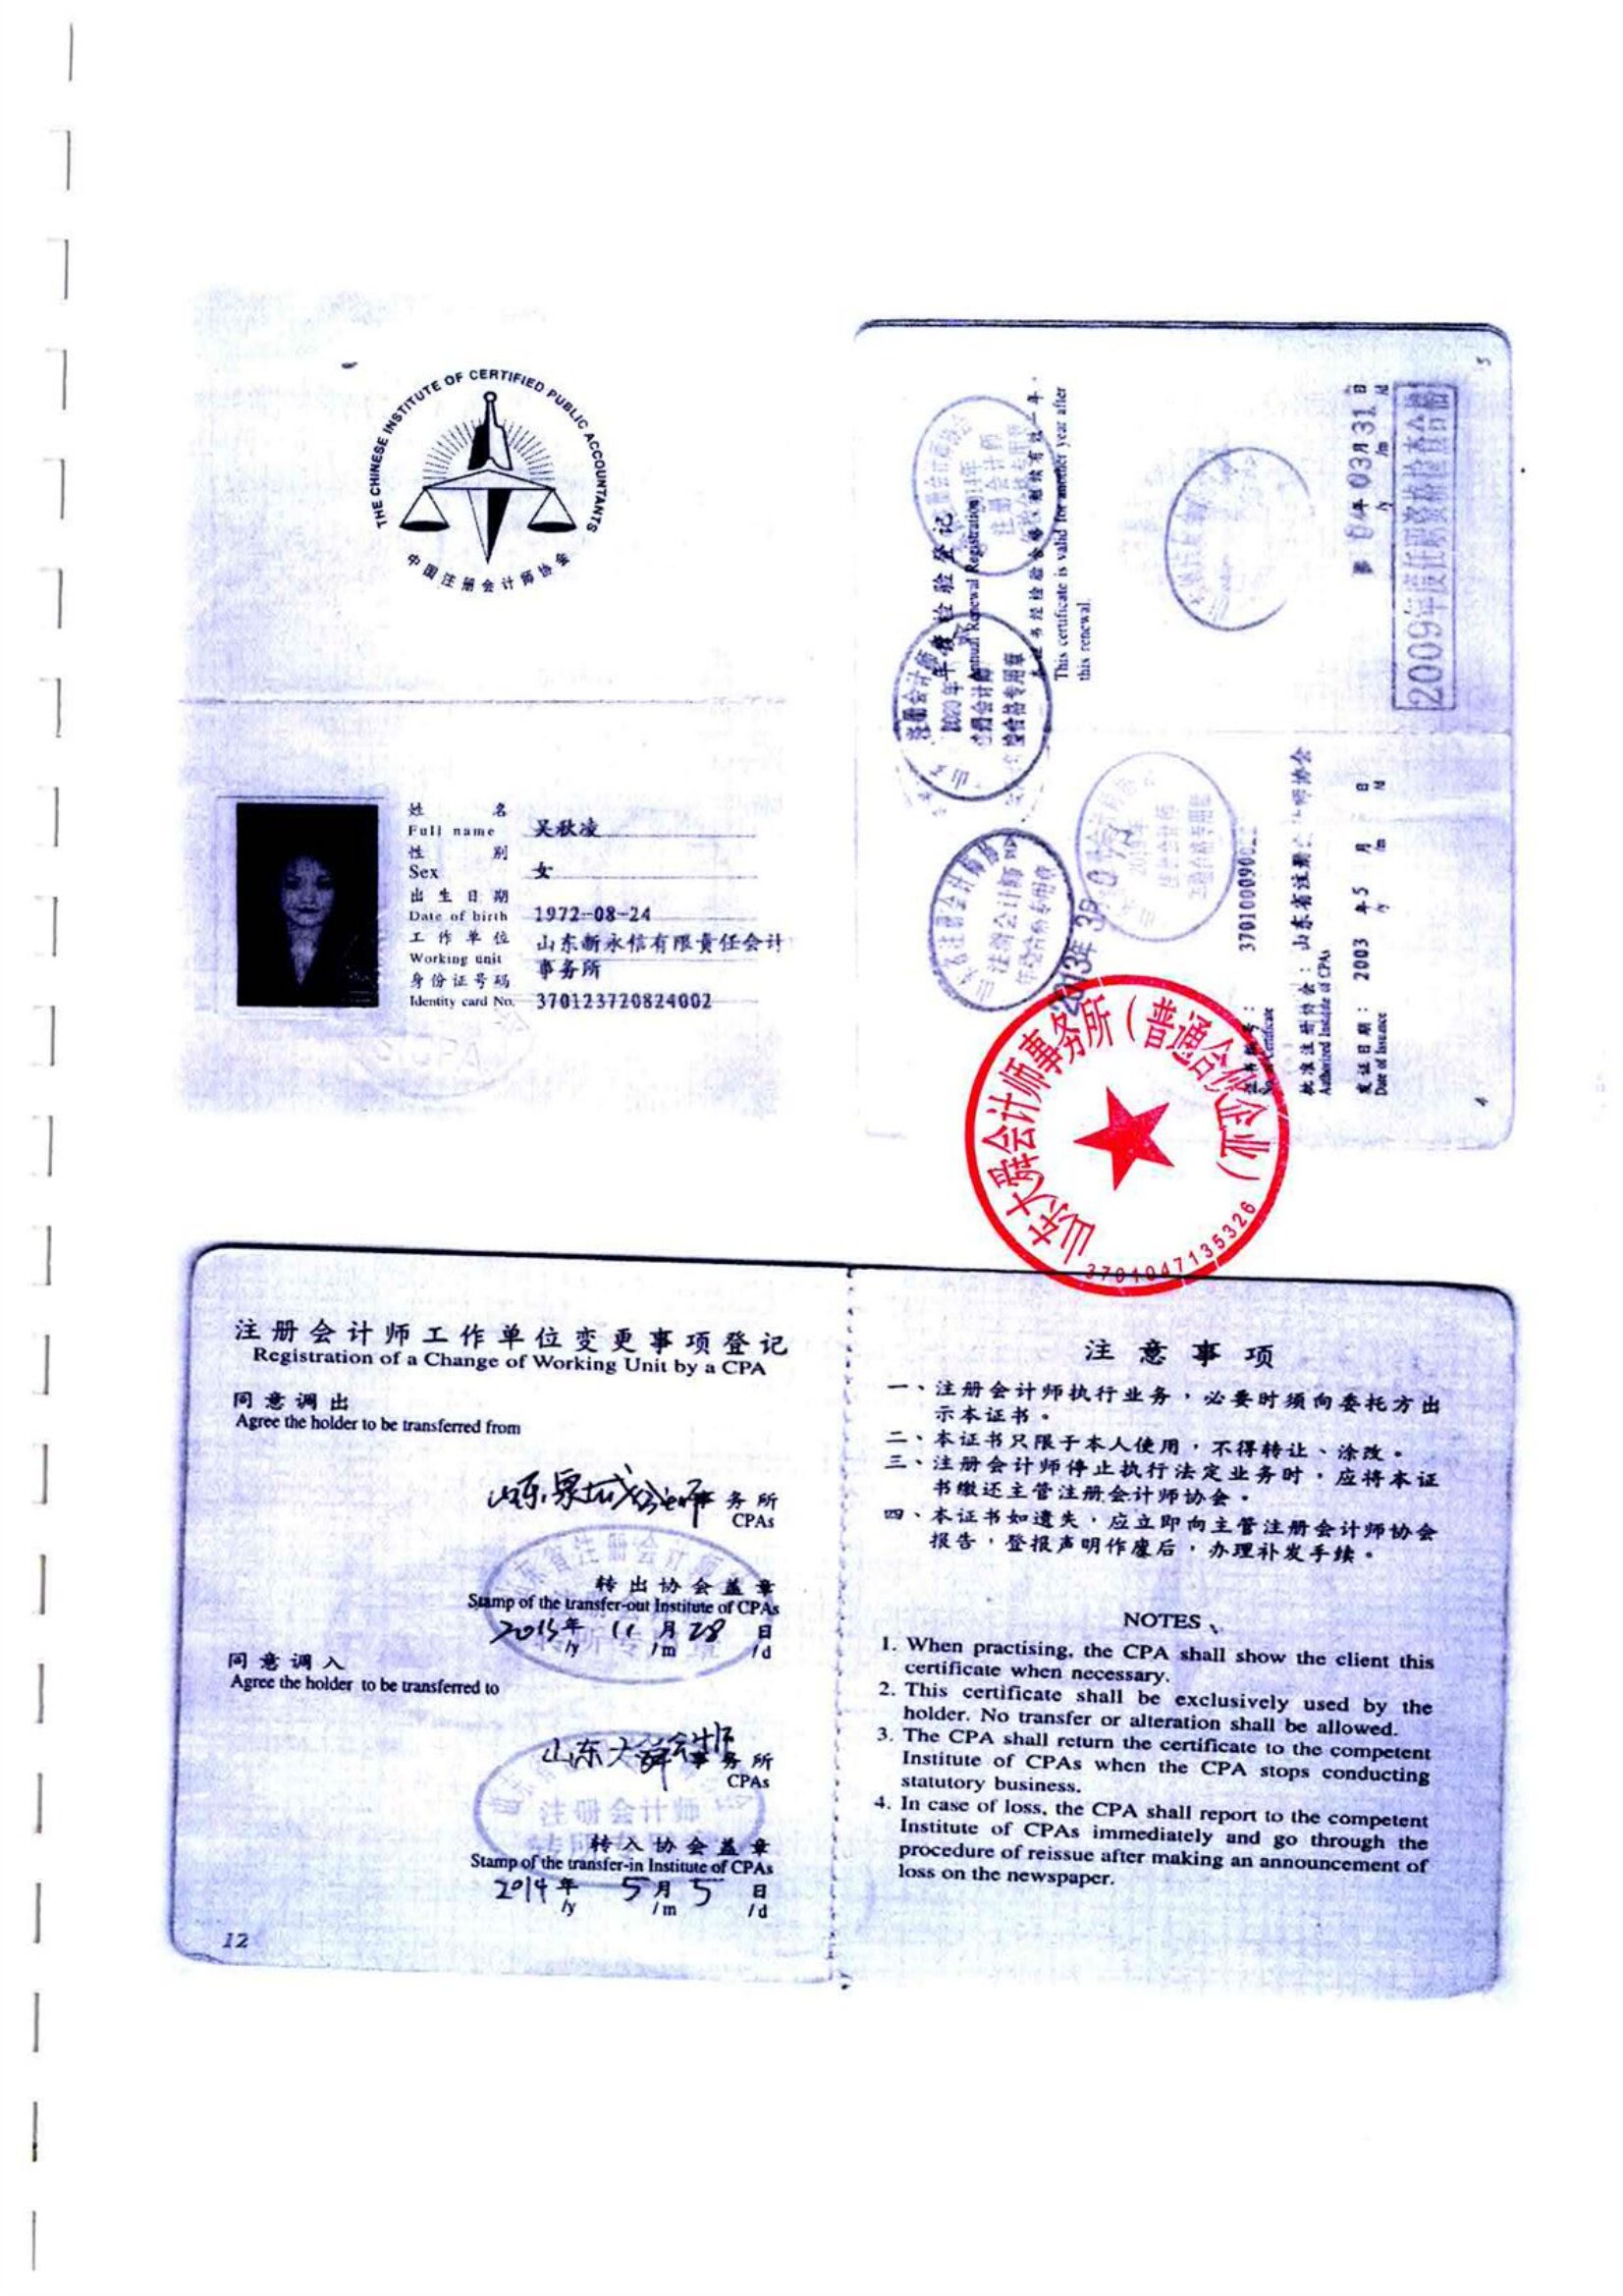 THE CHINESE INSTITUTE OF CERTIFIED PUBLIC ACCOUNTANTS
中国注册会计师协会
姓 名
Full name
吴秋凌
性 别
Sex
女
出生日期
Date of birth
1972-08-24
工作单位
Working unit
山东新永信有限责任会计
事务所
身份证号码
Identity card No.
370123720824002
年度检验登记
Annual Renewal Registration
本证书经检验合格,继续有效一年。
This certificate is valid for another year after
this renewal.
注册会计师
年检合格专用章
03月31日
/y /m /d
2009年度任职资格检查合格
5
证书编号:
No. of Certificate
批准注册协会:
Authorized Institute of CPAs
山东省注册
发证日期:
Date of Issuance
2003 年 5 月 日
/y /m /d
4
山东大舜会计师事务所(普通合伙企业)
3701047135326
注册会计师工作单位变更事项登记
Registration of a Change of Working Unit by a CPA
同意调出
Agree the holder to be transferred from
山东泉城会计师事务所
CPAs
转出协会盖章
Stamp of the transfer-out Institute of CPAs
2013年 11月 28日
/y /m /d
同意调入
Agree the holder to be transferred to
山东大舜会计师事务所
CPAs
注册会计师
转入协会盖章
Stamp of the transfer-in Institute of CPAs
2014年 5月 5日
/y /m /d
12
注意事项
一、注册会计师执行业务,必要时须向委托方出
示本证书。
二、本证书只限于本人使用,不得转让、涂改。
三、注册会计师停止执行法定业务时,应将本证
书缴还主管注册会计师协会。
四、本证书如遗失,应立即向主管注册会计师协会
报告,登报声明作废后,办理补发手续。
NOTES
1. When practising, the CPA shall show the client this
certificate when necessary.
2. This certificate shall be exclusively used by the
holder. No transfer or alteration shall be allowed.
3. The CPA shall return the certificate to the competent
Institute of CPAs when the CPA stops conducting
statutory business.
4. In case of loss, the CPA shall report to the competent
Institute of CPAs immediately and go through the
procedure of reissue after making an announcement of
loss on the newspaper.